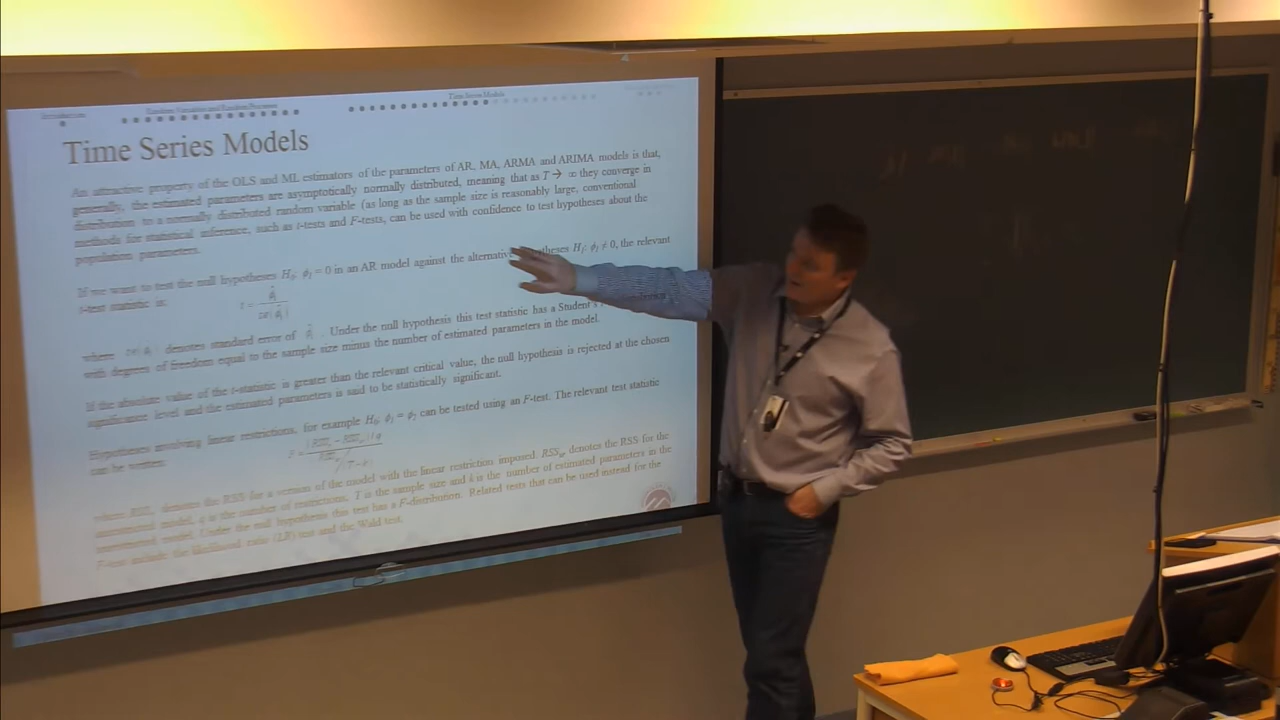 Introduction
Random Variables and Random Processes
Time Series Models
Time Series Models
An attractive property of the OLS and ML estimators of the parameters of AR, MA, ARMA and ARIMA models is that,
generally, the estimated parameters are asymptotically normally distributed, meaning that as T → ∞ they converge in
distribution to a normally distributed random variable (as long as the sample size is reasonably large, conventional
methods for statistical inference, such as t-tests and F-tests, can be used with confidence to test hypotheses about the
population parameters.
If we want to test the null hypotheses H₀: ϕ₁ = 0 in an AR model against the alternative hypotheses H₁: ϕ₁ ≠ 0, the relevant
t-test statistic is:
where denotes standard error of Under the null hypothesis this test statistic has a Student's
with degrees of freedom equal to the sample size minus the number of estimated parameters in the model.
If the absolute value of the t-statistic is greater than the relevant critical value, the null hypothesis is rejected at the chosen
significance level and the estimated parameters is said to be statistically significant.
Hypotheses involving linear restrictions, for example H₀: ϕ₁ = ϕ₂ can be tested using an F-test. The relevant test statistic
can be written:
where denotes the RSS for a version of the model with the linear restriction imposed. RSS denotes the RSS for the
unrestricted model, q is the number of restrictions, T is the sample size and k is the number of estimated parameters in the
unrestricted model. Under the null hypothesis this test has a F-distribution. Related tests that can be used instead for the
F-test include the likelihood ratio (LR) test and the Wald test.